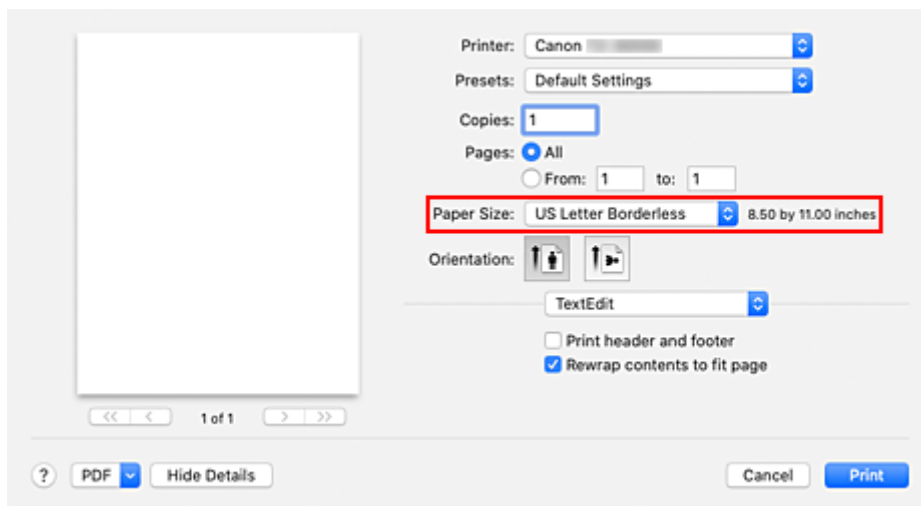 Printer: Canon
Presets: Default Settings
Copies: 1
Pages: All
From: 1 to: 1
Paper Size: US Letter Borderless 8.50 by 11.00 inches
Orientation:
TextEdit
Print header and footer
Rewrap contents to fit page
<< < 1 of 1 > >>
? PDF Hide Details Cancel Print